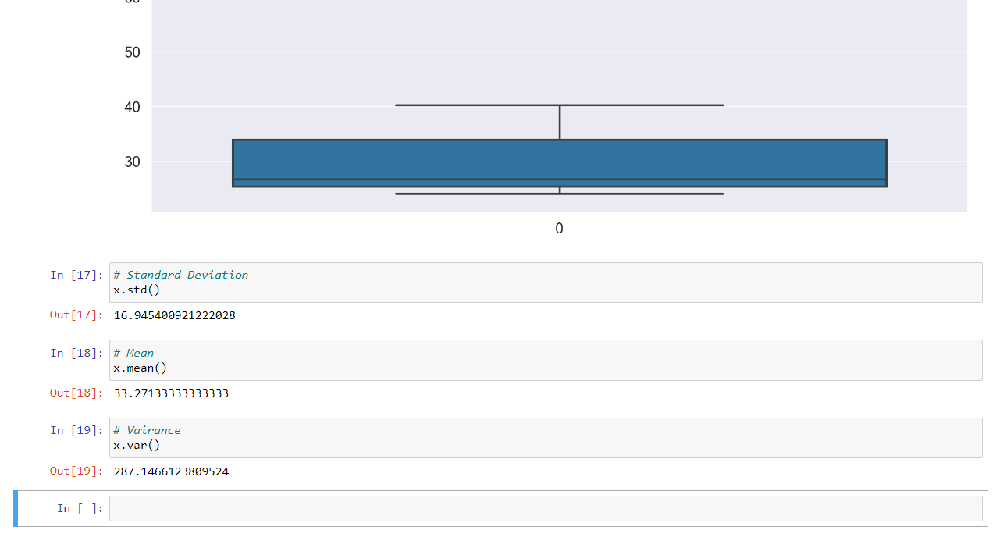 50
40
30
0
In [17]: # Standard Deviation
x.std()
Out[17]: 16.945400921222028
In [18]: # Mean
x.mean()
Out[18]: 33.27133333333333
In [19]: # Vairance
x.var()
Out[19]: 287.1466123809524
In [ ]: